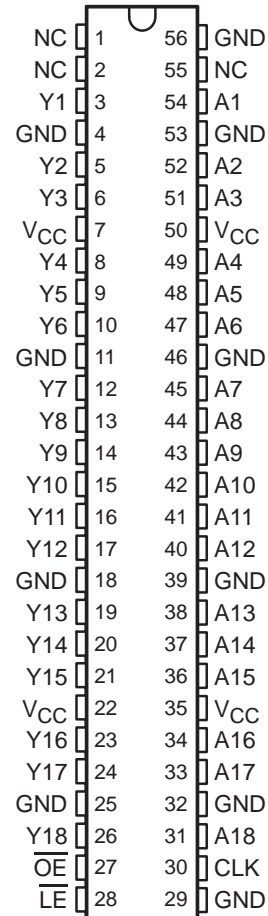 NC 1 56 GND
NC 2 55 NC
Y1 3 54 A1
GND 4 53 GND
Y2 5 52 A2
Y3 6 51 A3
VCC 7 50 VCC
Y4 8 49 A4
Y5 9 48 A5
Y6 10 47 A6
GND 11 46 GND
Y7 12 45 A7
Y8 13 44 A8
Y9 14 43 A9
Y10 15 42 A10
Y11 16 41 A11
Y12 17 40 A12
GND 18 39 GND
Y13 19 38 A13
Y14 20 37 A14
Y15 21 36 A15
VCC 22 35 VCC
Y16 23 34 A16
Y17 24 33 A17
GND 25 32 GND
Y18 26 31 A18
O̅E̅ 27 30 CLK
L̅E̅ 28 29 GND